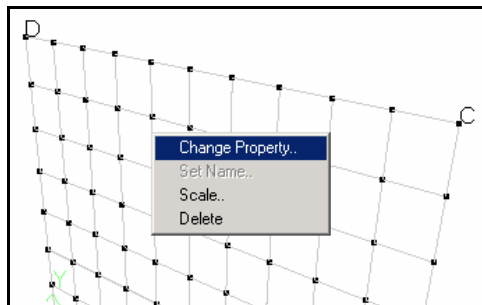 D
C
Change Property..
Set Name..
Scale..
Delete
Y